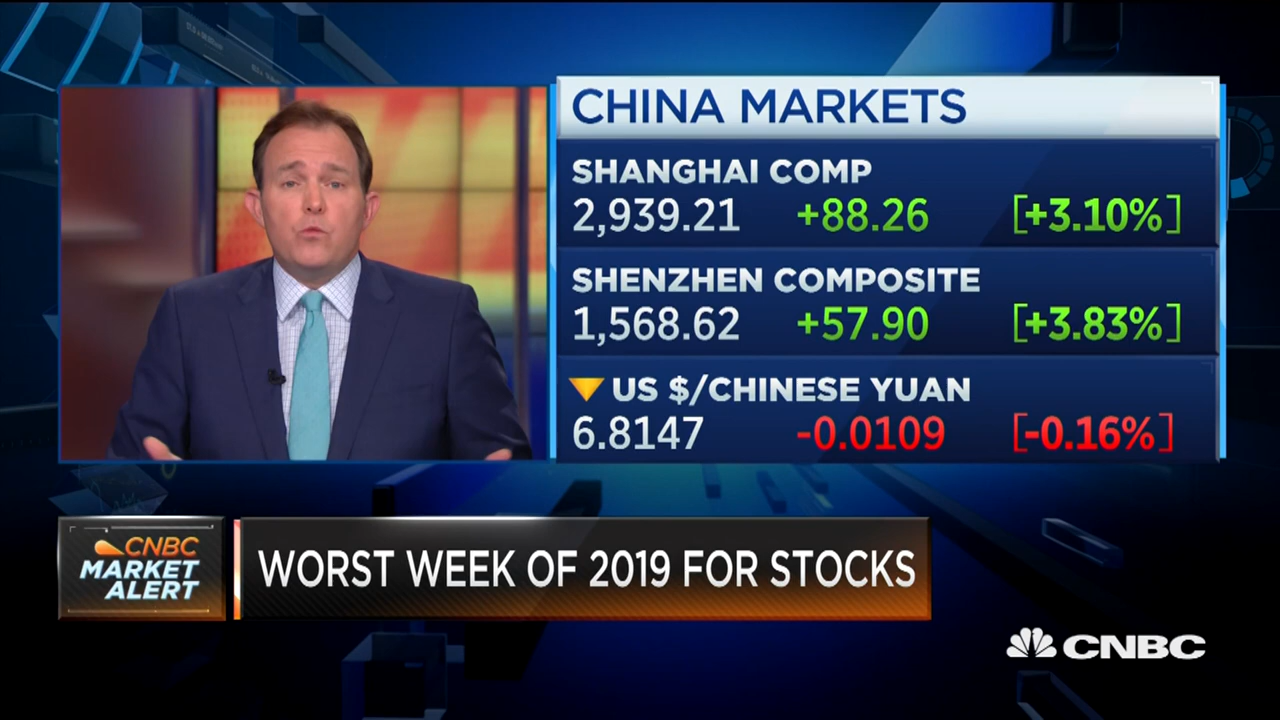 CHINA MARKETS
SHANGHAI COMP
2,939.21 +88.26 [+3.10%]
SHENZHEN COMPOSITE
1,568.62 +57.90 [+3.83%]
US $/CHINESE YUAN
6.8147 -0.0109 [-0.16%]
CNBC
MARKET
ALERT
WORST WEEK OF 2019 FOR STOCKS
CNBC